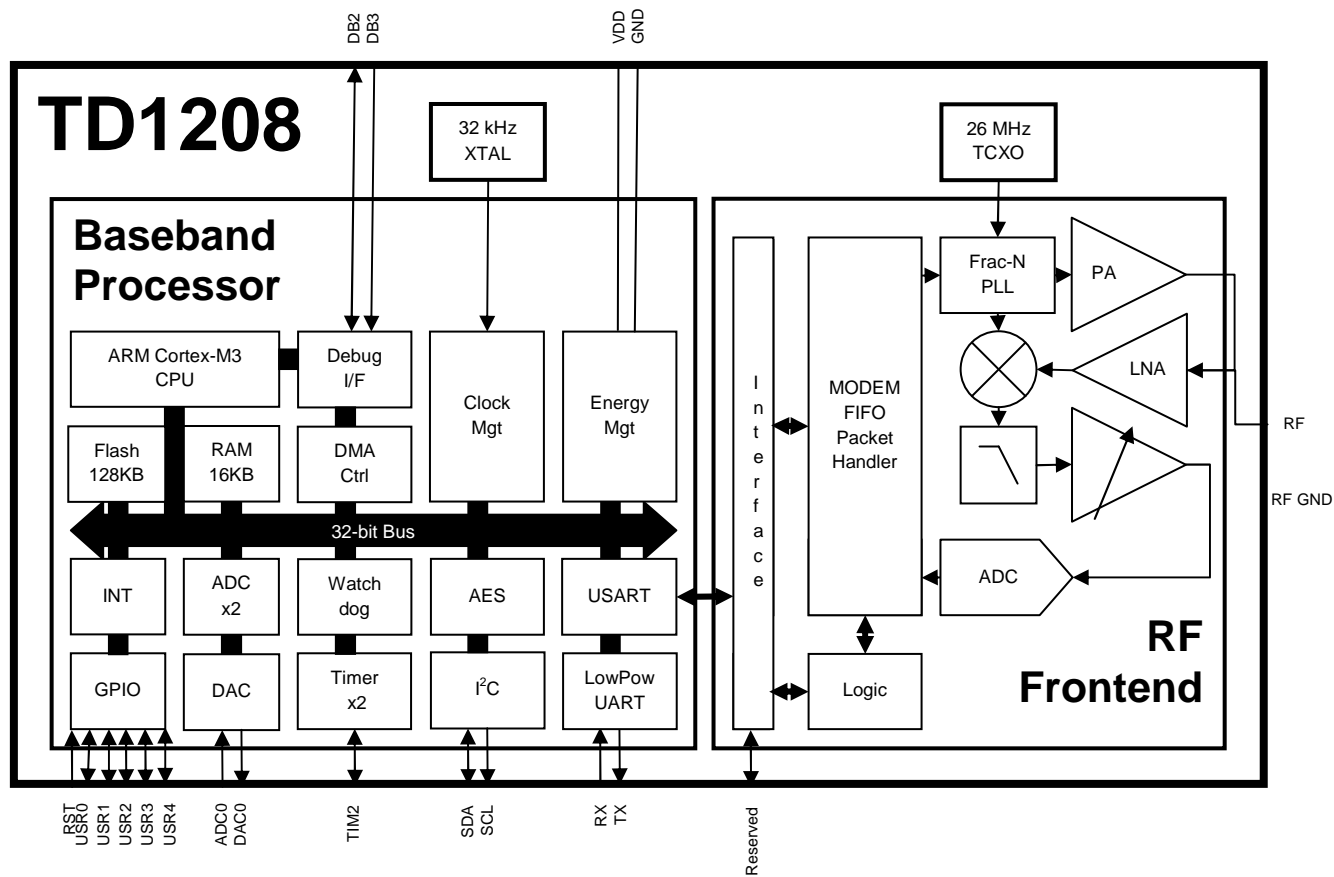 DB2
DB3
VDD
GND
TD1208
32 kHz
XTAL
26 MHz
TCXO
Baseband
Processor
ARM Cortex-M3
CPU
Debug
I/F
Clock
Mgt
Energy
Mgt
Flash
128KB
RAM
16KB
DMA
Ctrl
32-bit Bus
INT
ADC
x2
Watch
dog
AES
USART
GPIO
DAC
Timer
x2
I²C
LowPow
UART
Interface
MODEM
FIFO
Packet
Handler
Logic
Frac-N
PLL
PA
LNA
ADC
RF
Frontend
RF
RF GND
RST
USR0
USR1
USR2
USR3
USR4
ADC0
DAC0
TIM2
SDA
SCL
RX
TX
Reserved